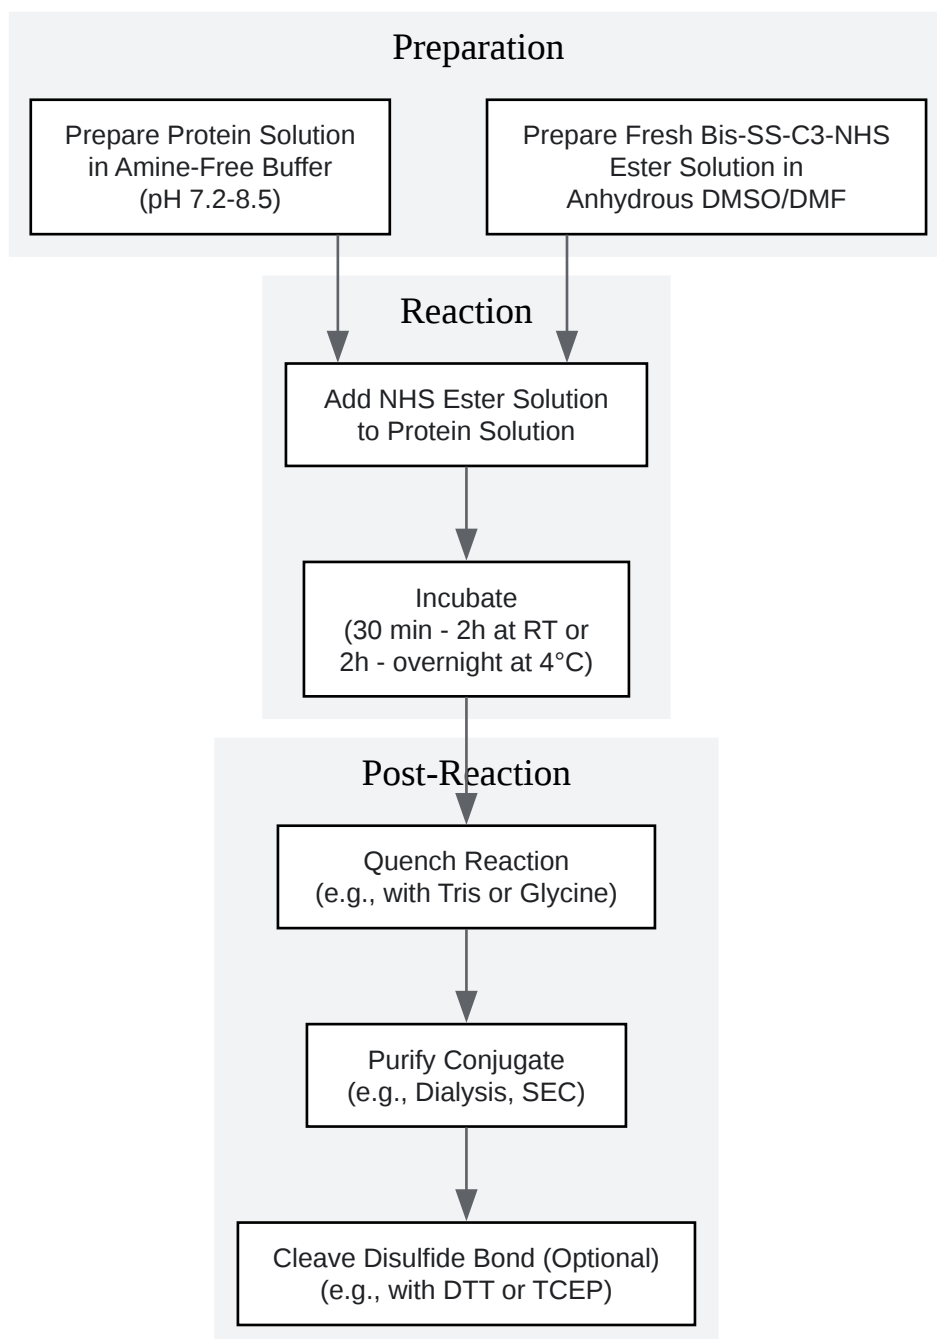 Preparation
Prepare Protein Solution
in Amine-Free Buffer
(pH 7.2-8.5)
Prepare Fresh Bis-SS-C3-NHS
Ester Solution in
Anhydrous DMSO/DMF
Reaction
Add NHS Ester Solution
to Protein Solution
Incubate
(30 min - 2h at RT or
2h - overnight at 4°C)
Post-Reaction
Quench Reaction
(e.g., with Tris or Glycine)
Purify Conjugate
(e.g., Dialysis, SEC)
Cleave Disulfide Bond (Optional)
(e.g., with DTT or TCEP)